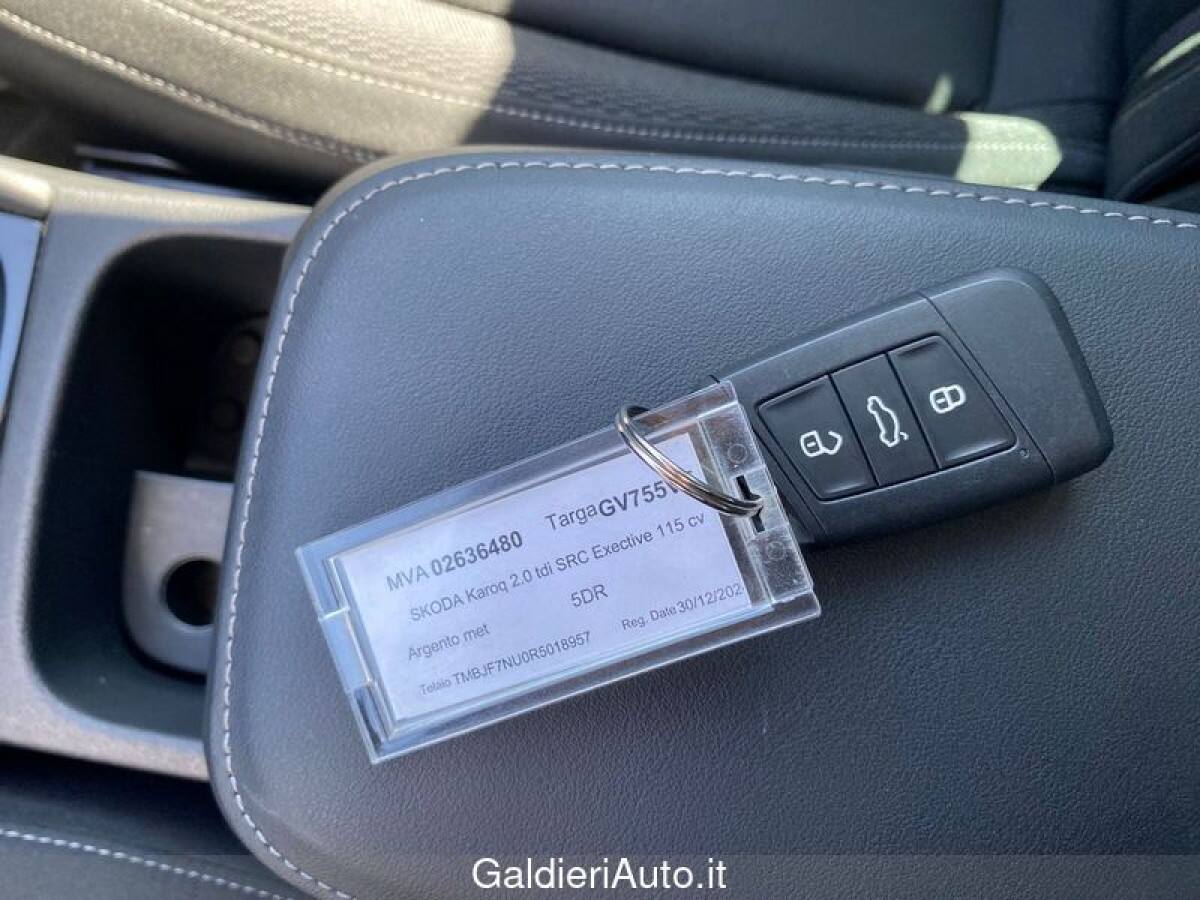 MVA 02636480 Targa
SKODA Karoq 2.0 tdi SRC Exective 115 cv
5DR
Argento met
Reg. Date
Telaio TMBJF7NU0R5018957
GaldieriAuto.it